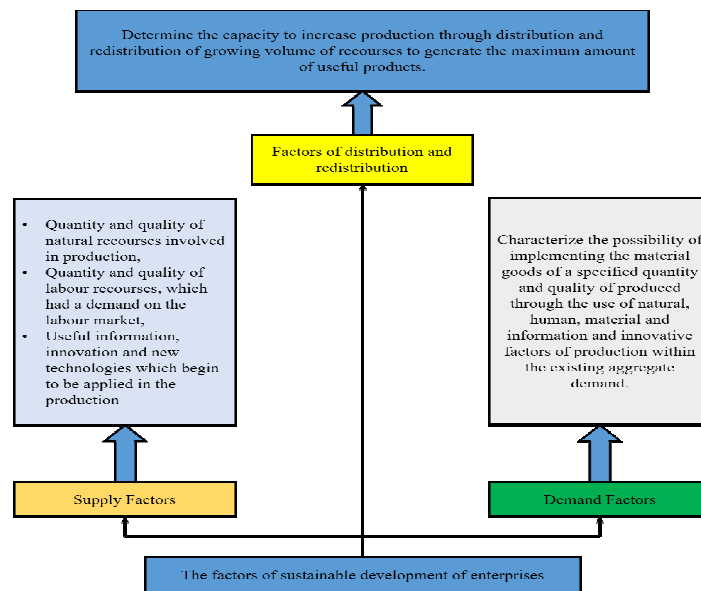 Determine the capacity to increase production through distribution and
redistribution of growing volume of recourses to generate the maximum amount
of useful products.
Factors of distribution and
redistribution
• Quantity and quality of
natural recourses involved
in production,
• Quantity and quality of
labour recourses, which
had a demand on the
labour market,
• Useful information,
innovation and new
technologies which begin
to be applied in the
production
Characterize the possibility of
implementing the material
goods of a specified quantity
and quality of produced
through the use of natural,
human, material and
information and innovative
factors of production within
the existing aggregate
demand.
Supply Factors
Demand Factors
The factors of sustainable development of enterprises